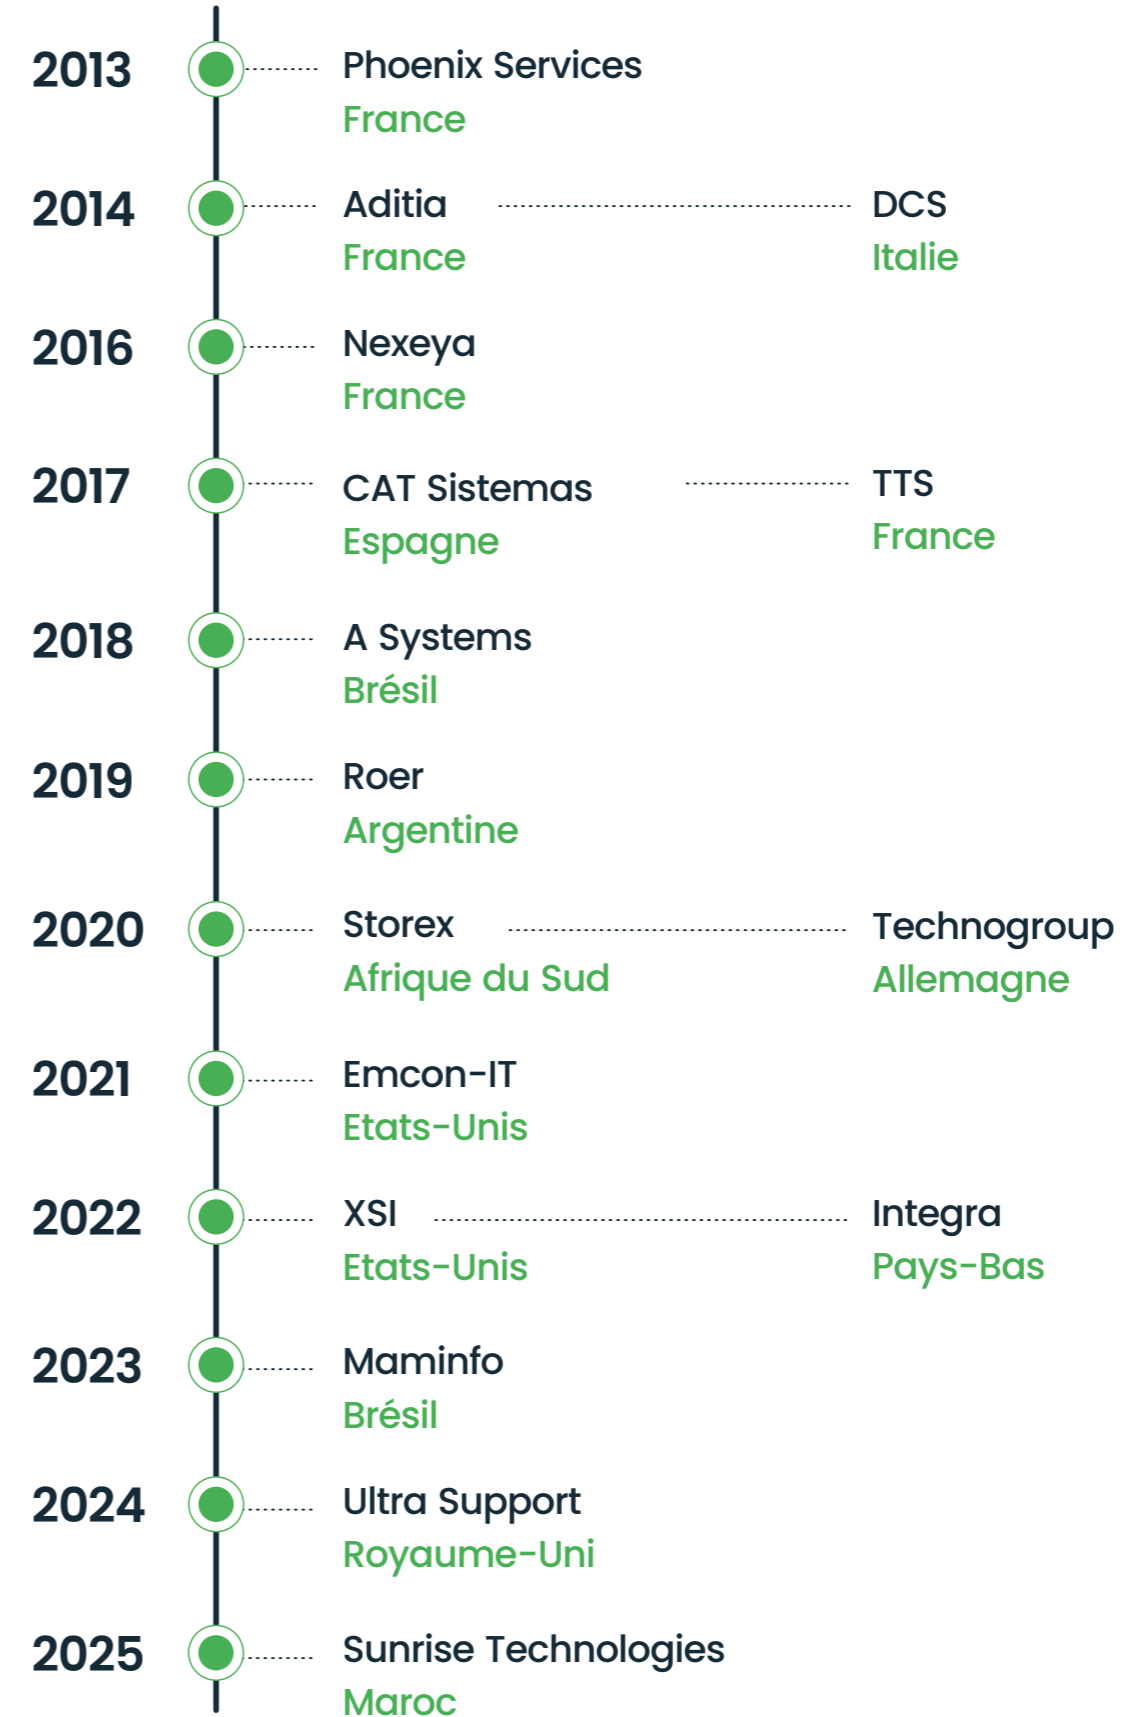 2013
Phoenix Services
France
2014
Aditia
France
DCS
Italie
2016
Nexeya
France
2017
CAT Sistemas
Espagne
TTS
France
2018
A Systems
Brésil
2019
Roer
Argentine
2020
Storex
Afrique du Sud
Technogroup
Allemagne
2021
Emcon-IT
Etats-Unis
2022
XSI
Etats-Unis
Integra
Pays-Bas
2023
Maminfo
Brésil
2024
Ultra Support
Royaume-Uni
2025
Sunrise Technologies
Maroc